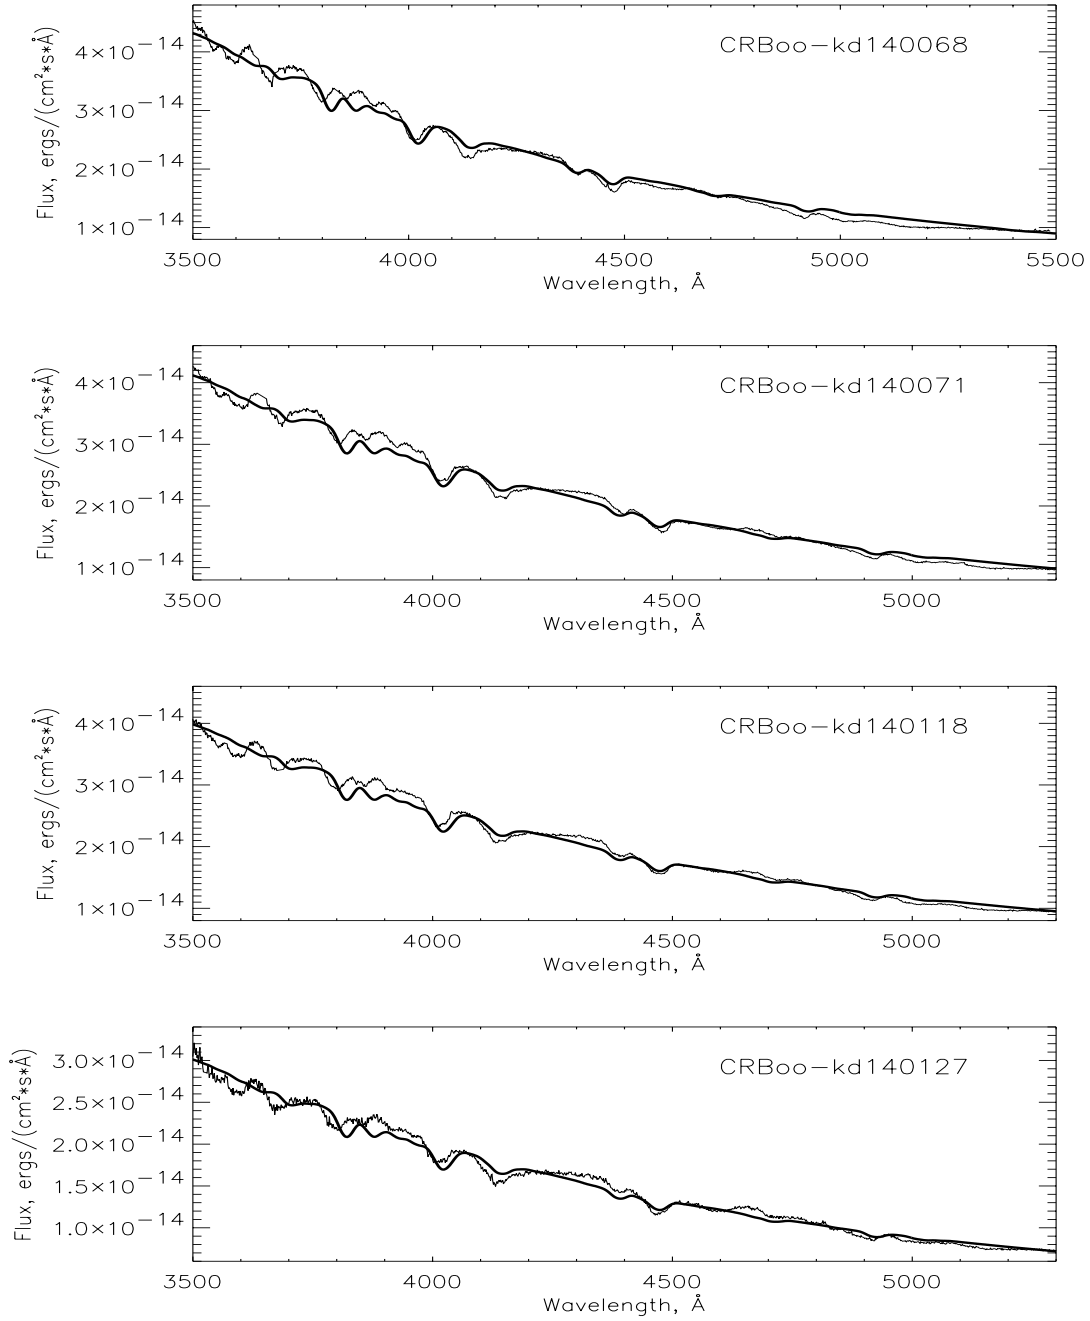 CRBoo-kd140068
Flux, ergs/(cm²*s*Å)
4×10⁻¹⁴
3×10⁻¹⁴
2×10⁻¹⁴
1×10⁻¹⁴
3500 4000 4500 5000 5500
Wavelength, Å
CRBoo-kd140071
Flux, ergs/(cm²*s*Å)
4×10⁻¹⁴
3×10⁻¹⁴
2×10⁻¹⁴
1×10⁻¹⁴
3500 4000 4500 5000
Wavelength, Å
CRBoo-kd140118
Flux, ergs/(cm²*s*Å)
4×10⁻¹⁴
3×10⁻¹⁴
2×10⁻¹⁴
1×10⁻¹⁴
3500 4000 4500 5000
Wavelength, Å
CRBoo-kd140127
Flux, ergs/(cm²*s*Å)
3.0×10⁻¹⁴
2.5×10⁻¹⁴
2.0×10⁻¹⁴
1.5×10⁻¹⁴
1.0×10⁻¹⁴
3500 4000 4500 5000
Wavelength, Å